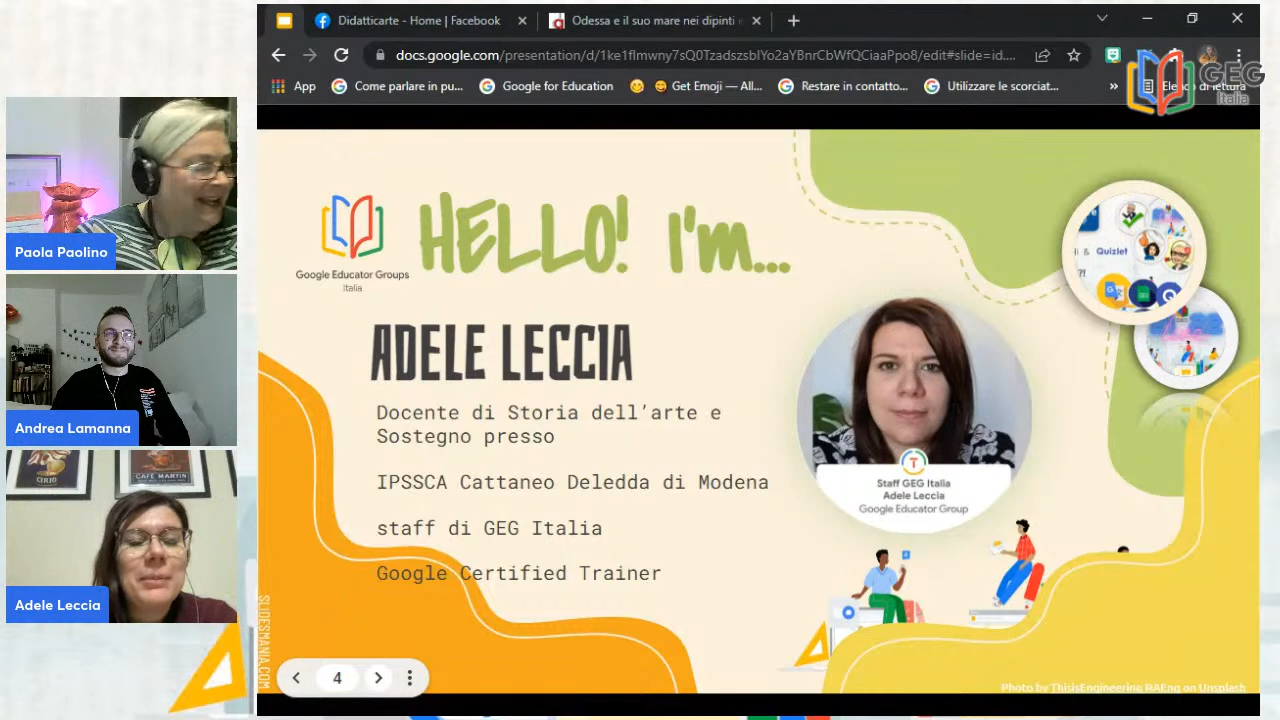 Didatticarte - Home | Facebook
Odessa e il suo mare nei dipinti
docs.google.com/presentation/d/
App
Come parlare in pu...
Google for Education
Get Emoji — All...
Restare in contatto...
Utilizzare le scorciat...
»
Elenco di lettura
GEG
Italia
Paola Paolino
Andrea Lamanna
Adele Leccia
Google Educator Groups
Italia
HELLO! I'm...
ADELE LECCIA
Docente di Storia dell'arte e
Sostegno presso
IPSSCA Cattaneo Deledda di Modena
staff di GEG Italia
Google Certified Trainer
Quizlet
T
Staff GEG Italia
Adele Leccia
Google Educator Group
SLIDESMANIA.COM
4
Photo by ThisisEngineering RAEng on Unsplash